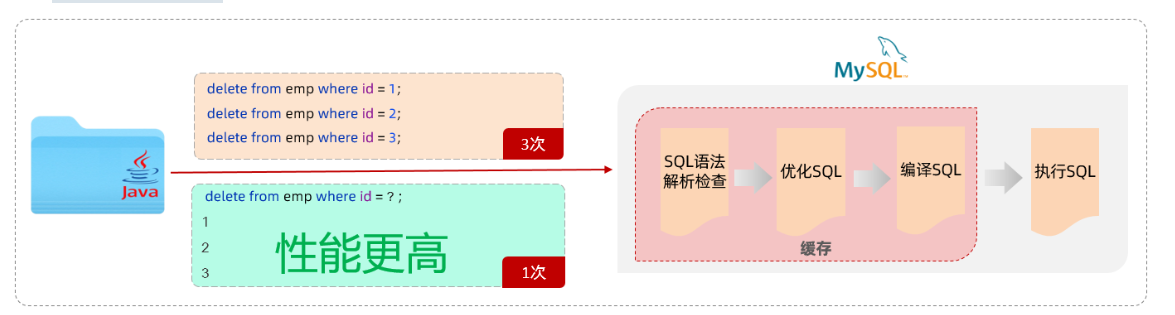 Java
delete from emp where id = 1;
delete from emp where id = 2;
delete from emp where id = 3;
3次
delete from emp where id = ? ;
1
2
3
性能更高
1次
MySQL
SQL语法
解析检查
优化SQL
编译SQL
缓存
执行SQL